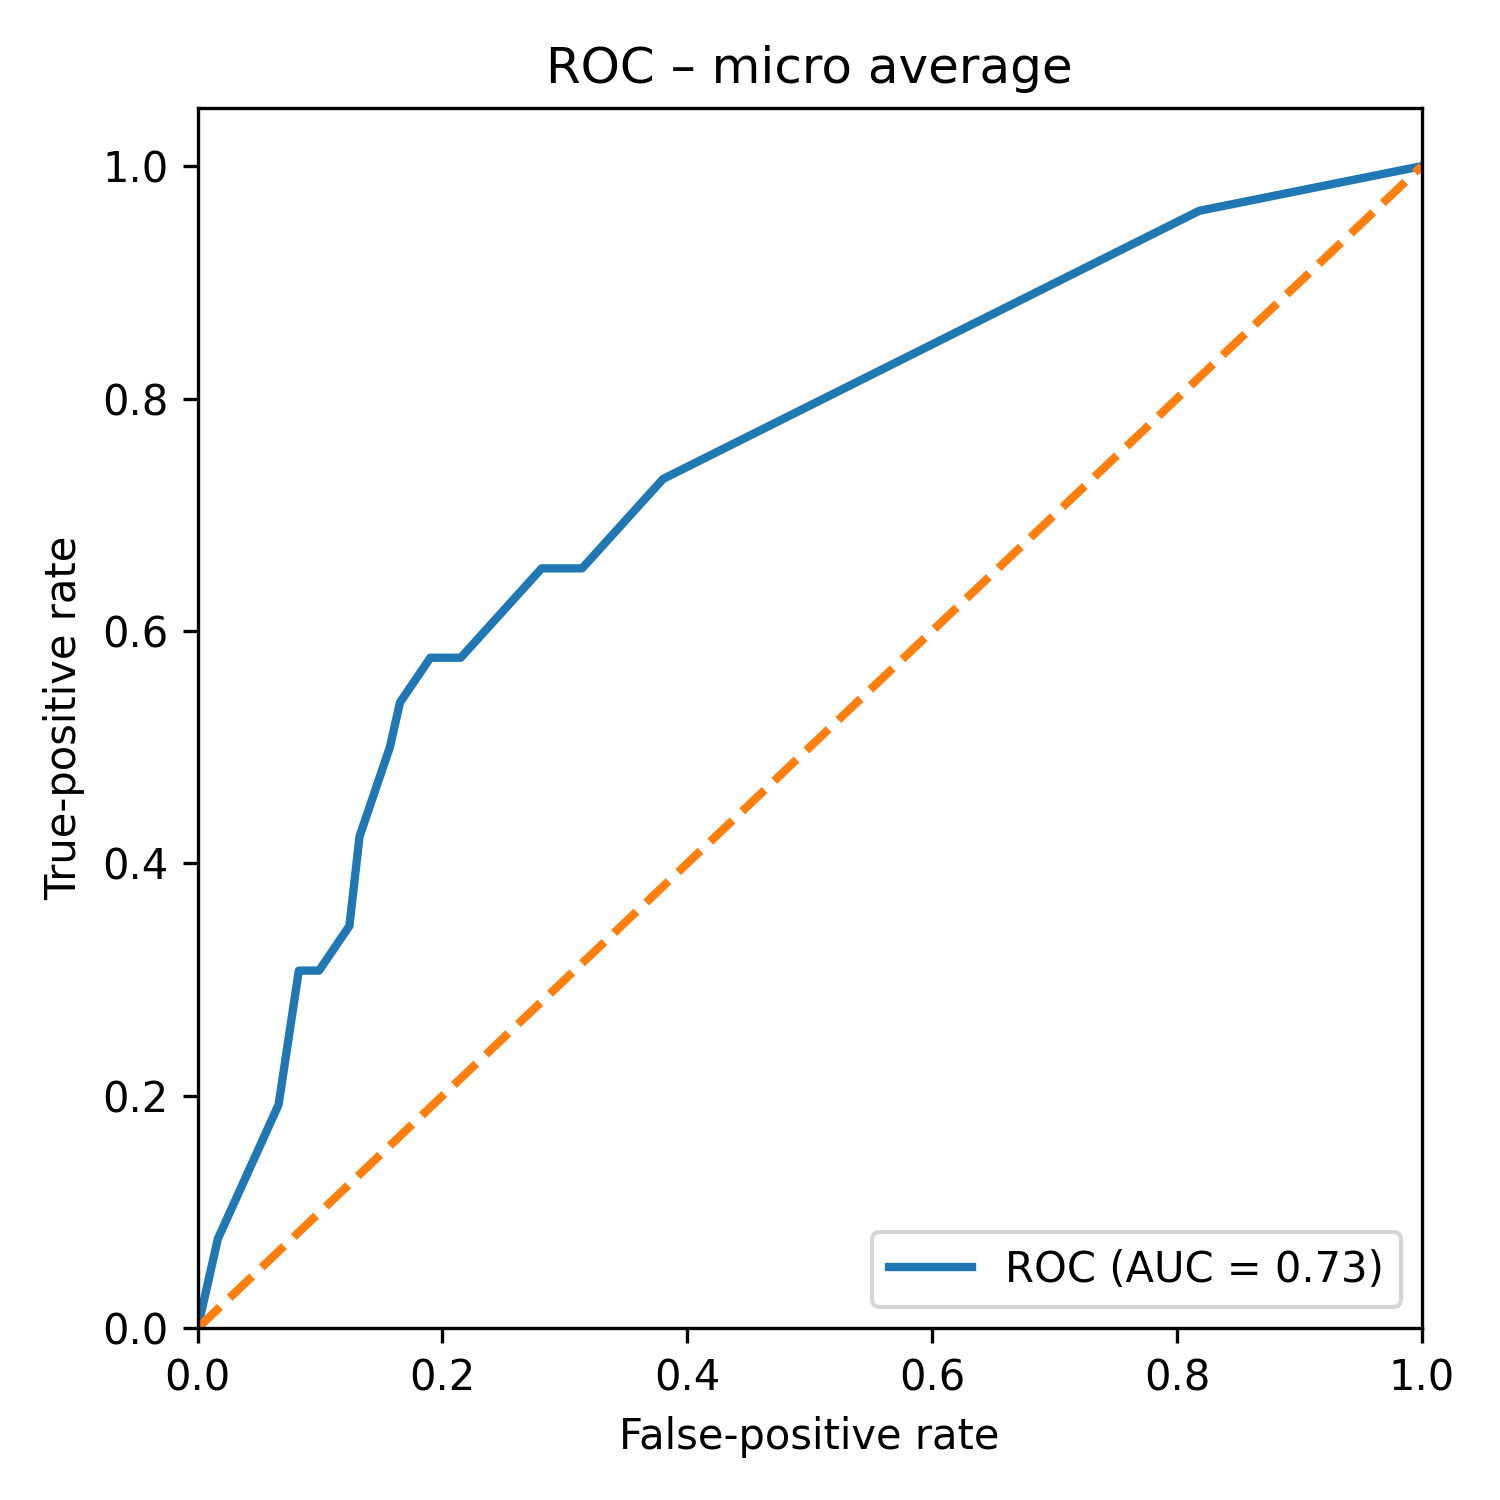 ROC – micro average
1.0
0.8
0.6
0.4
0.2
0.0
True-positive rate
ROC (AUC = 0.73)
0.0 0.2 0.4 0.6 0.8 1.0
False-positive rate